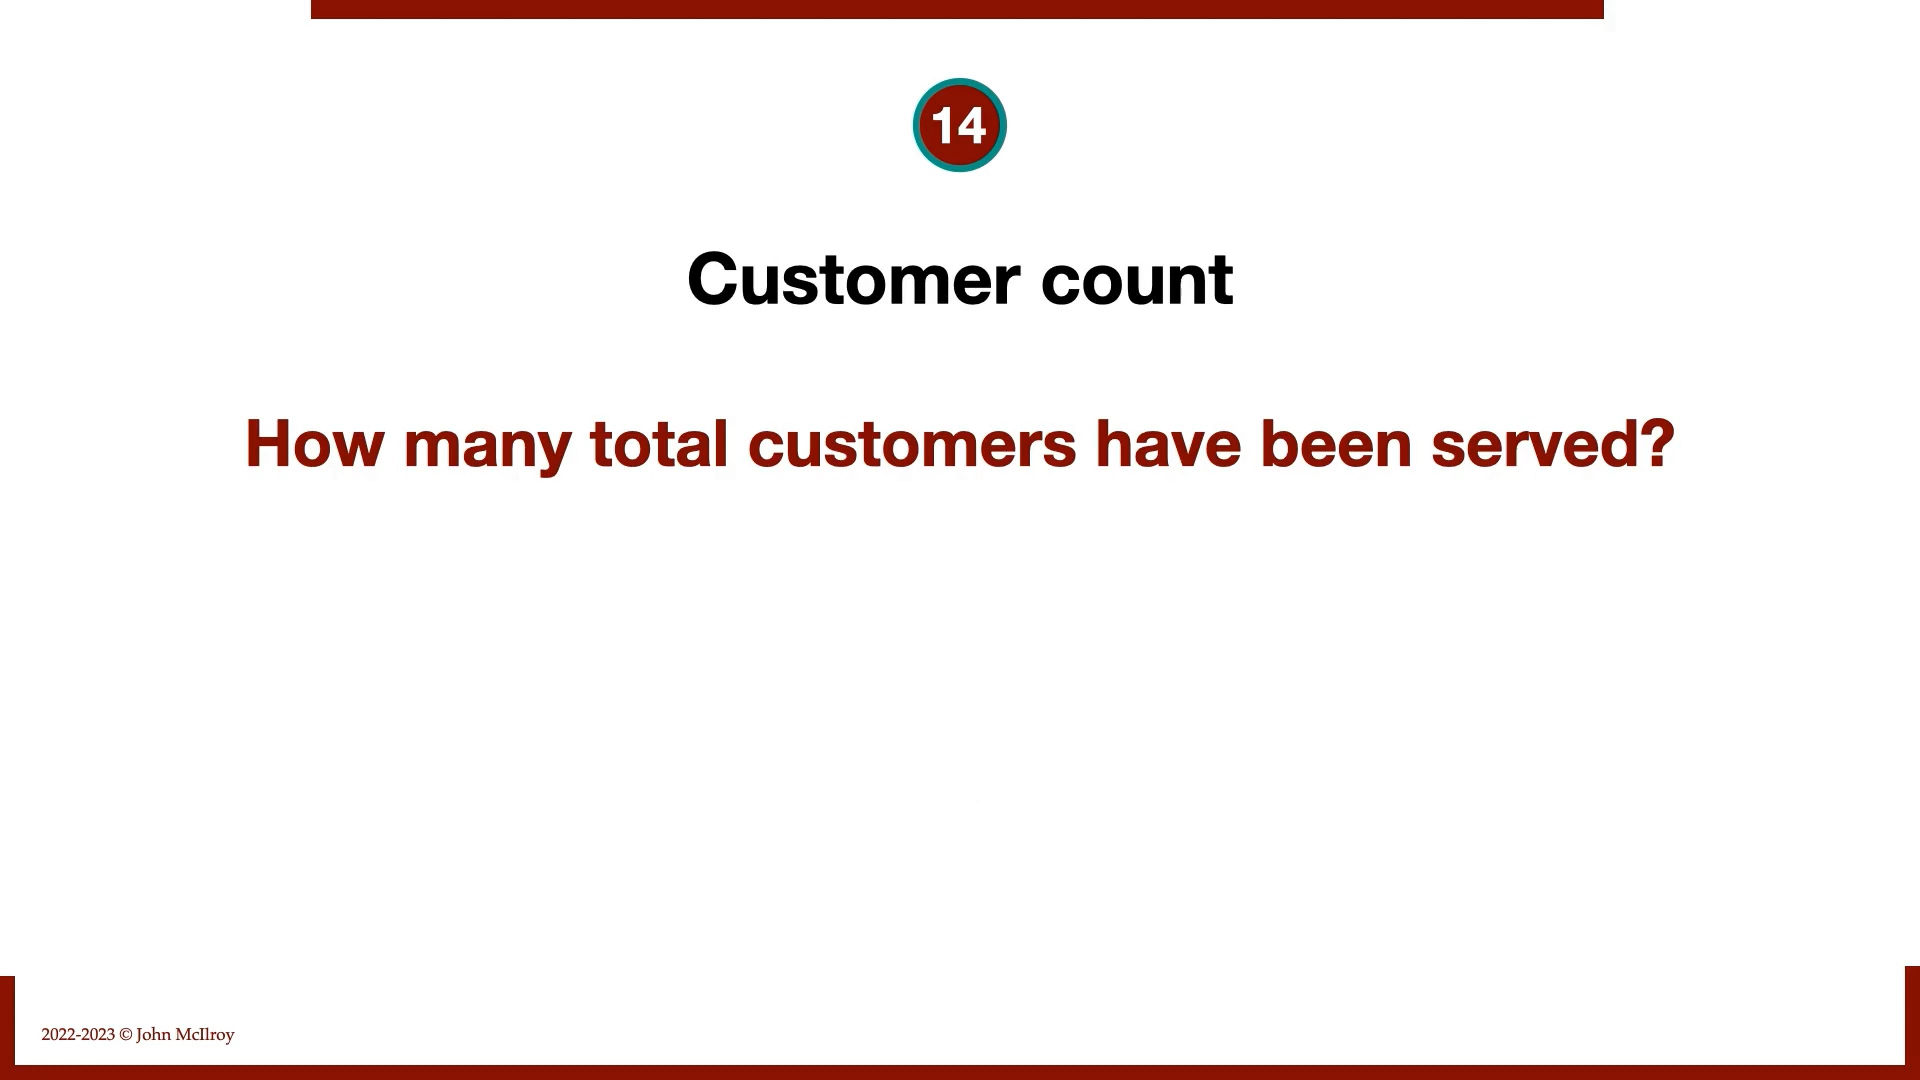 14
Customer count
How many total customers have been served?
2022-2023 © John McIlroy